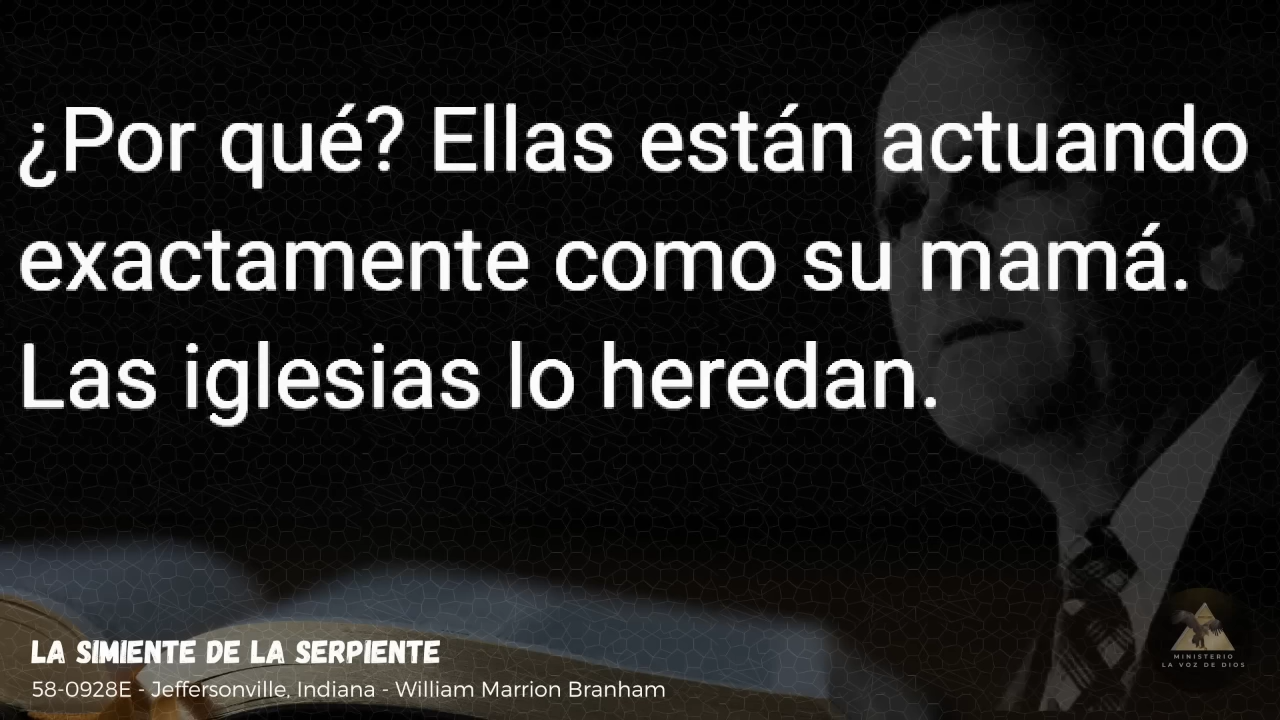 ¿Por qué? Ellas están actuando
exactamente como su mamá.
Las iglesias lo heredan.
LA SIMIENTE DE LA SERPIENTE
58-0928E - Jeffersonville, Indiana - William Marrion Branham
MINISTERIO
LA VOZ DE DIOS